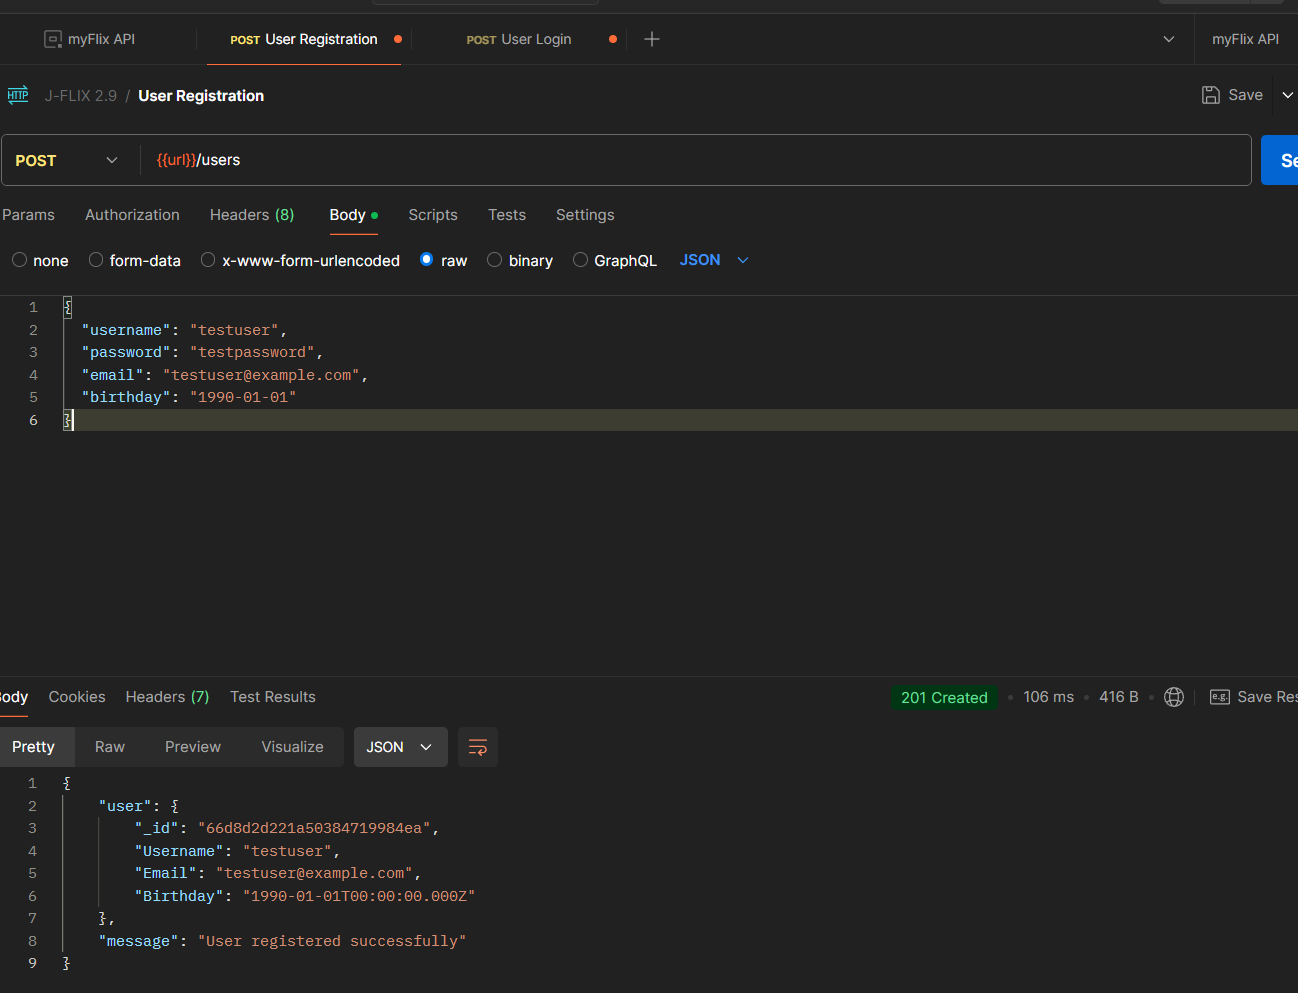 myFlix API
POST User Registration
POST User Login
myFlix API
HTTP J-FLIX 2.9 / User Registration
Save
POST
{{url}}/users
Params Authorization Headers (8) Body Scripts Tests Settings
none form-data x-www-form-urlencoded raw binary GraphQL JSON
1 {
2 "username": "testuser",
3 "password": "testpassword",
4 "email": "testuser@example.com",
5 "birthday": "1990-01-01"
6 }
Cookies Headers (7) Test Results
201 Created • 106 ms • 416 B •
e.g. Save
Pretty Raw Preview Visualize JSON
1 {
2 "user": {
3 "_id": "66d8d2d221a50384719984ea",
4 "Username": "testuser",
5 "Email": "testuser@example.com",
6 "Birthday": "1990-01-01T00:00:00.000Z"
7 },
8 "message": "User registered successfully"
9 }